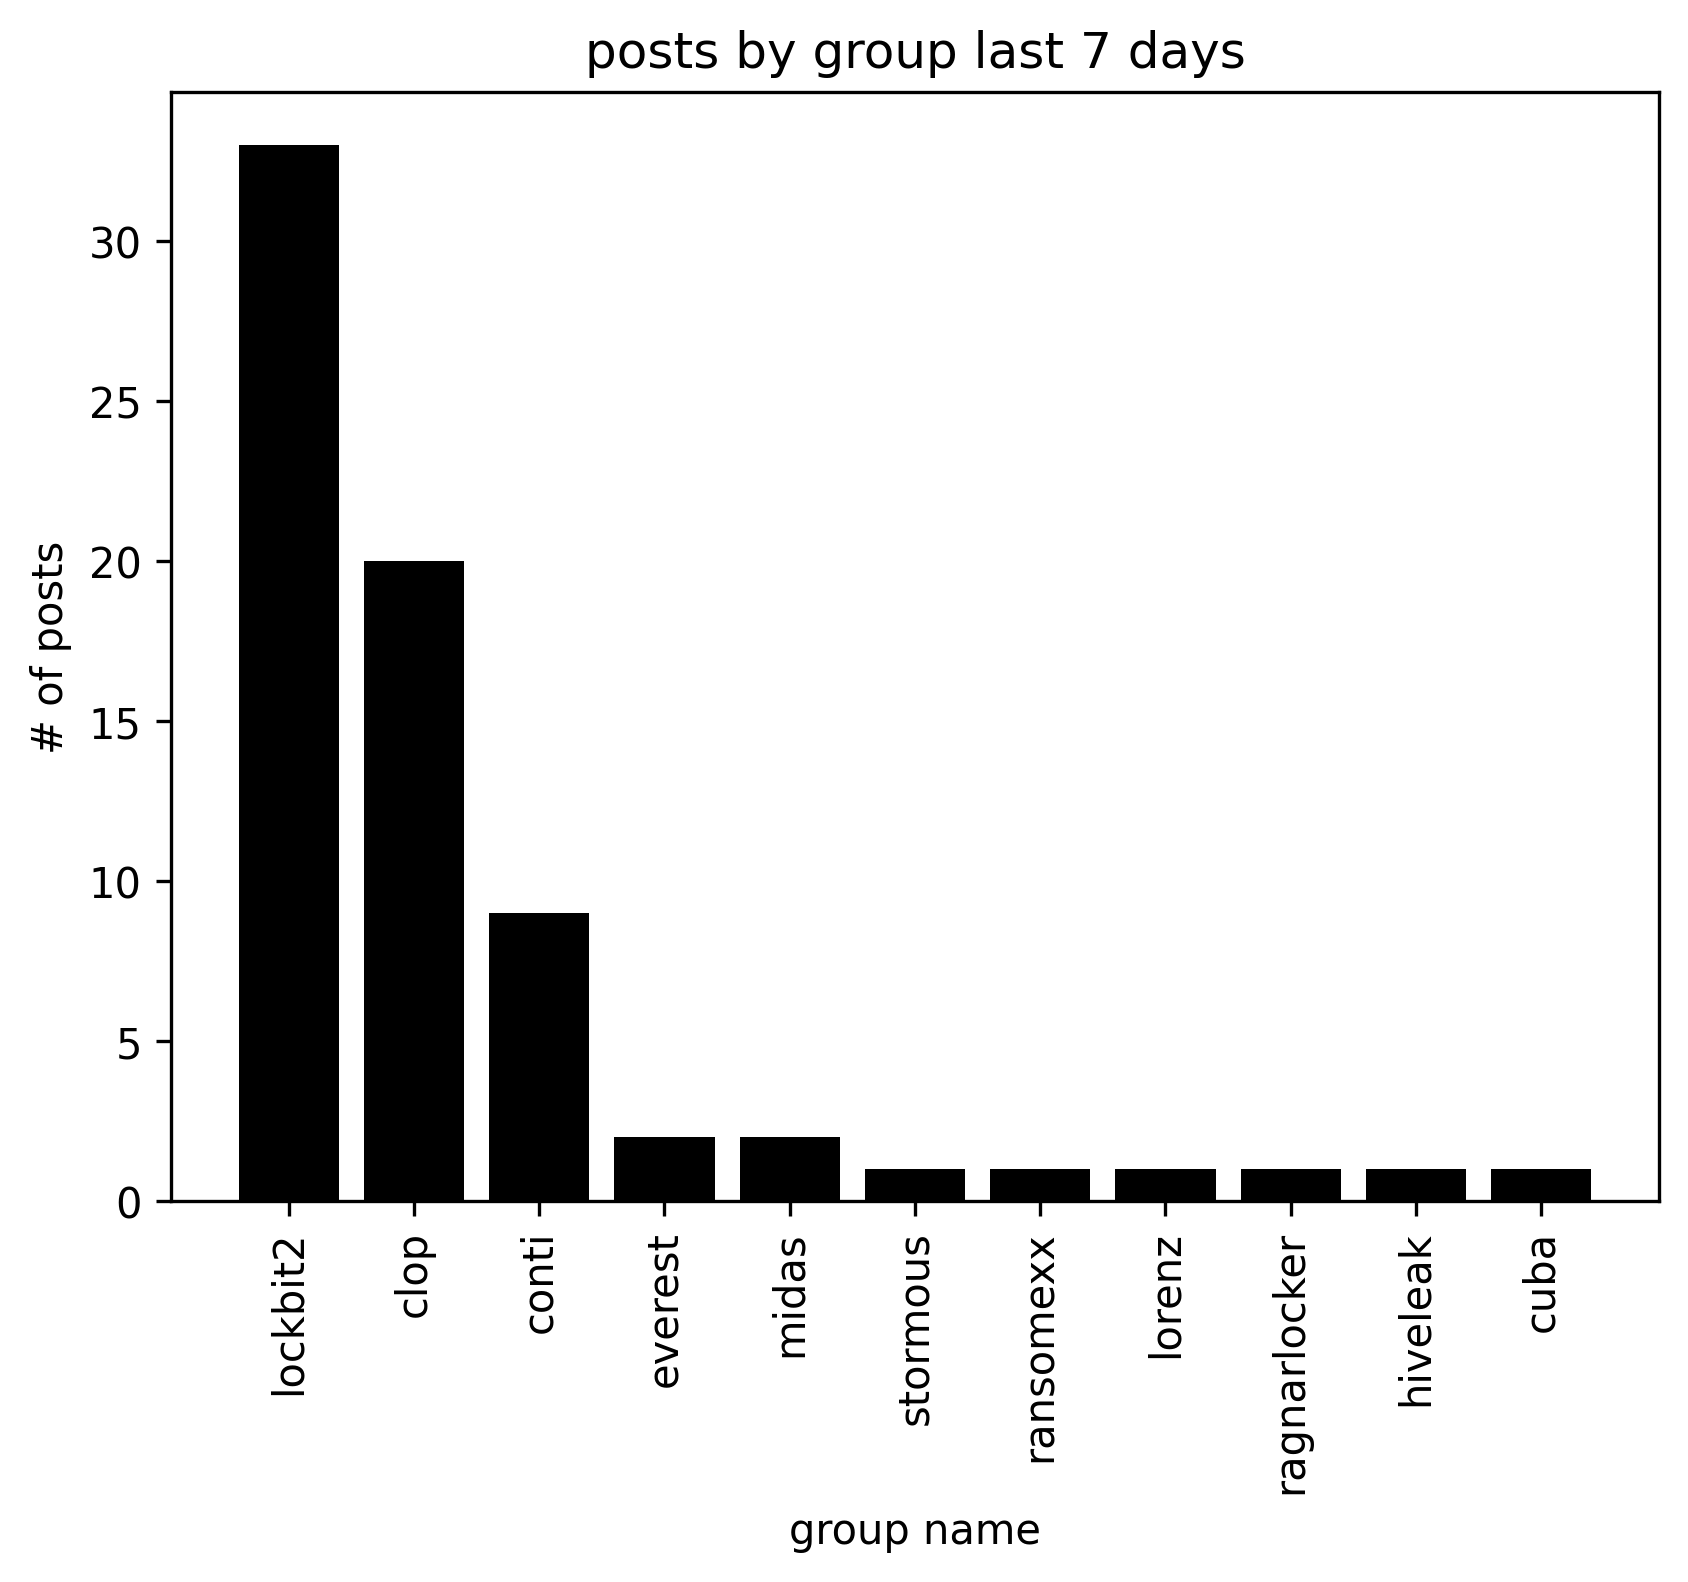 posts by group last 7 days
# of posts
30
25
20
15
10
5
0
lockbit2
clop
conti
everest
midas
stormous
ransomexx
lorenz
ragnarlocker
hiveleak
cuba
group name